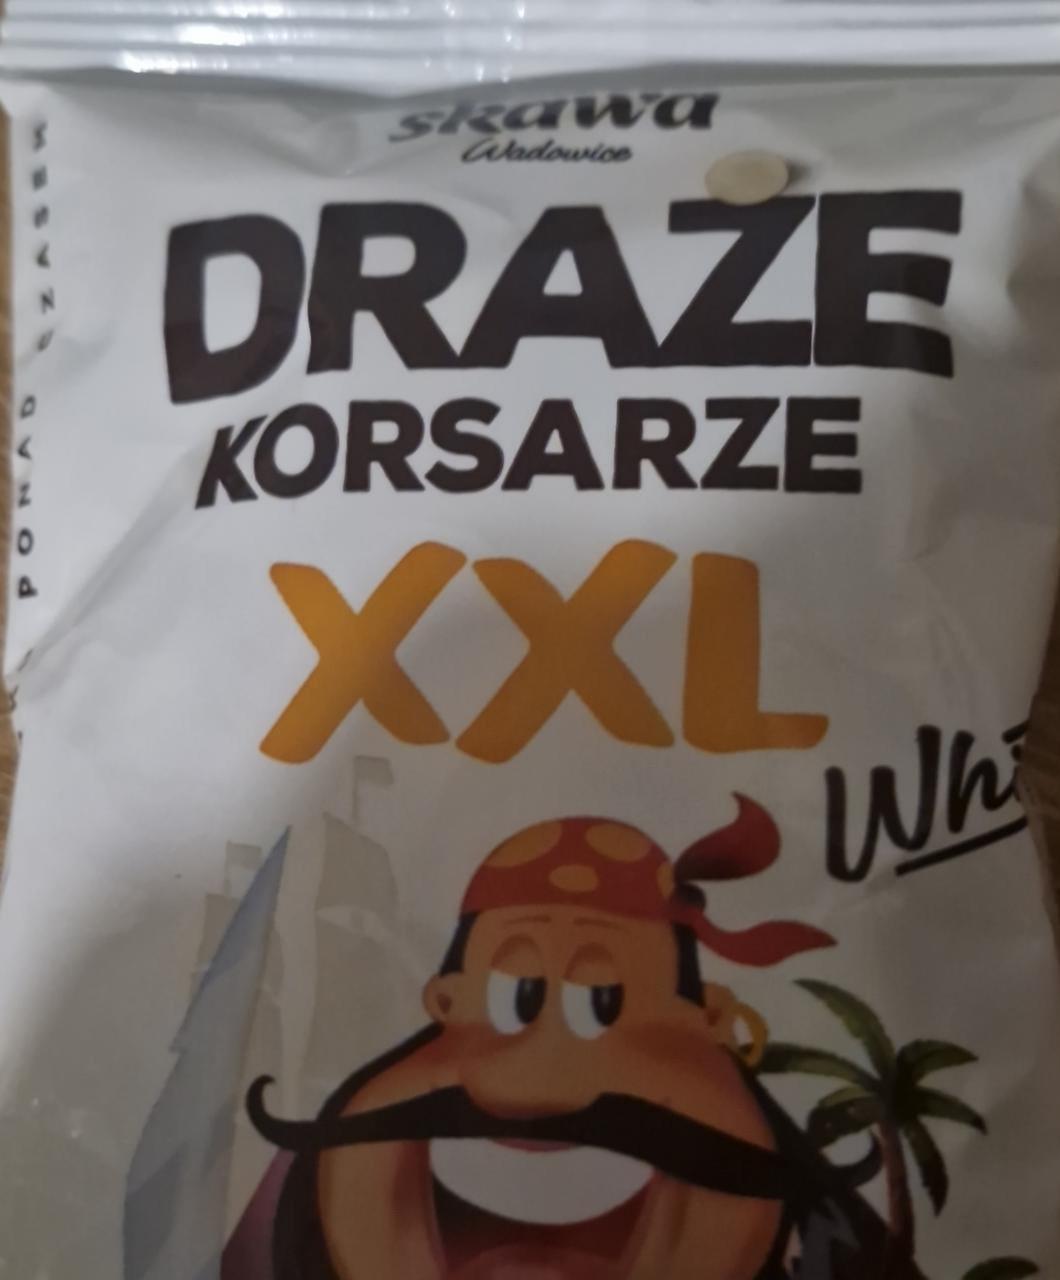 skawa
Wadowice
DRAŻE
KORSARZE
XXL
PONAD CZASEM